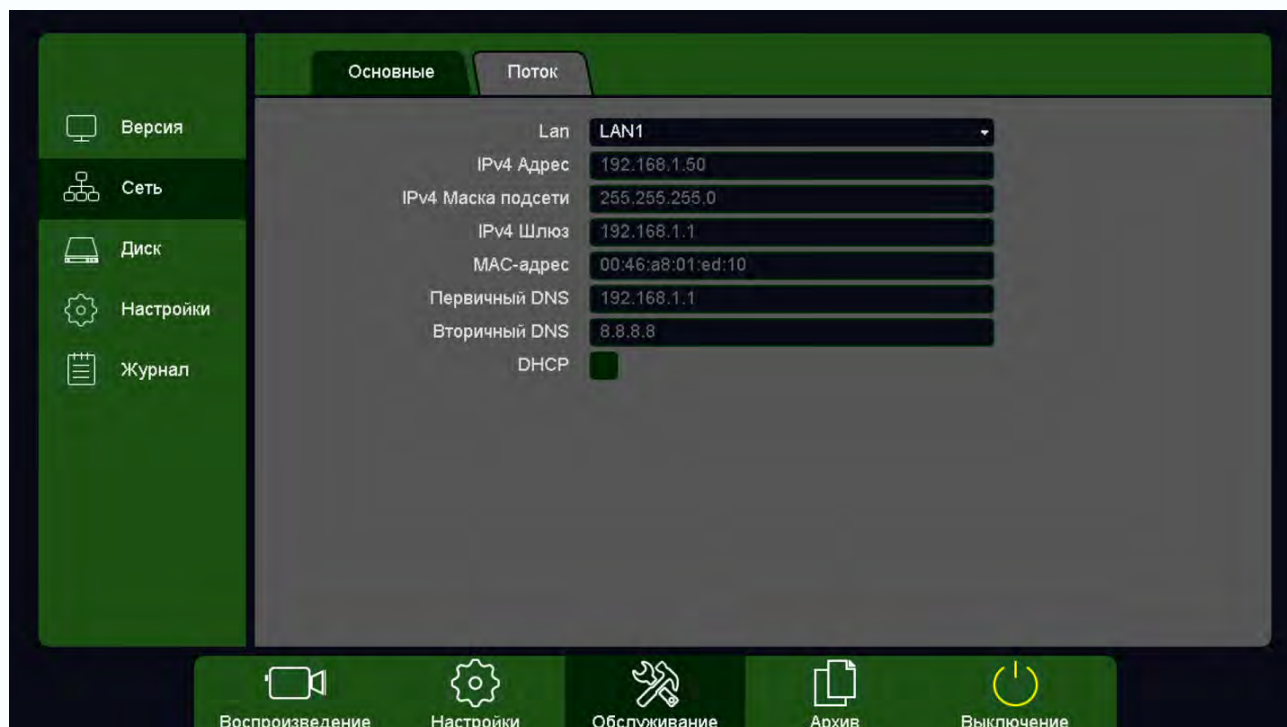 Основные Поток
Версия
Сеть
Диск
Настройки
Журнал
Lan LAN1
IPv4 Адрес 192.168.1.50
IPv4 Маска подсети 255.255.255.0
IPv4 Шлюз 192.168.1.1
MAC-адрес 00:46:a8:01:ed:10
Первичный DNS 192.168.1.1
Вторичный DNS 8.8.8.8
DHCP
Воспроизведение Настройки Обслуживание Архив Выключение